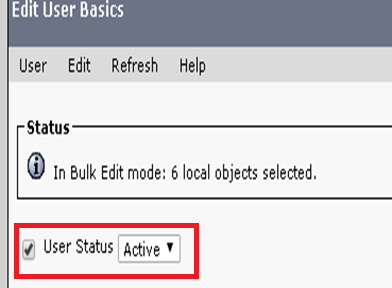 Edit User Basics
User Edit Refresh Help
Status
In Bulk Edit mode: 6 local objects selected.
User Status Active